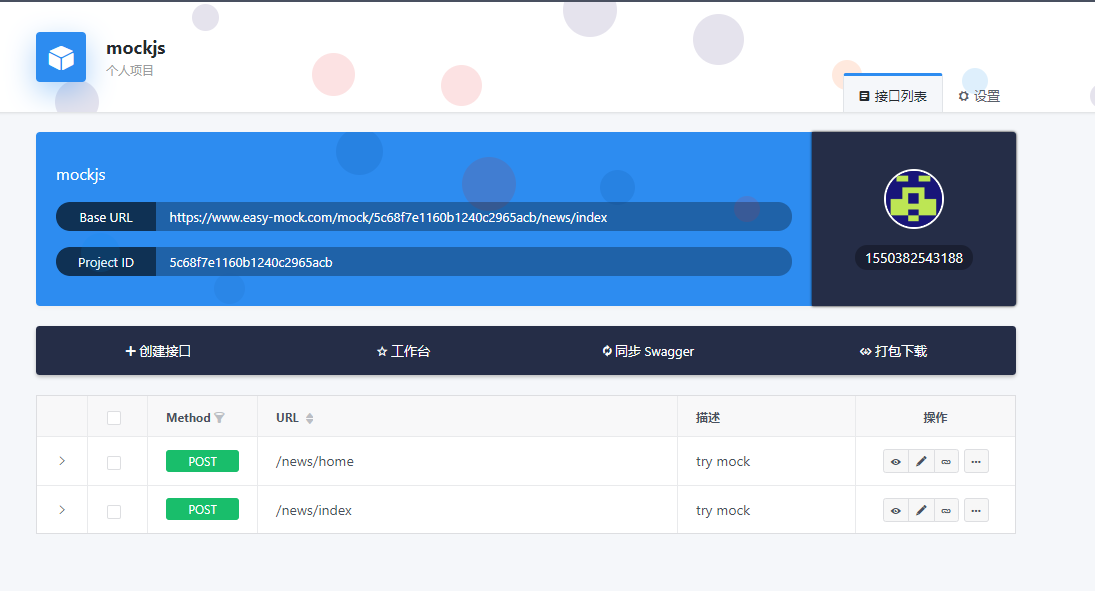 mockjs
个人项目
接口列表
设置
mockjs
Base URL https://www.easy-mock.com/mock/5c68f7e1160b1240c2965acb/news/index
Project ID 5c68f7e1160b1240c2965acb
1550382543188
创建接口 工作台 同步 Swagger 打包下载
Method URL 描述 操作
POST /news/home try mock
POST /news/index try mock